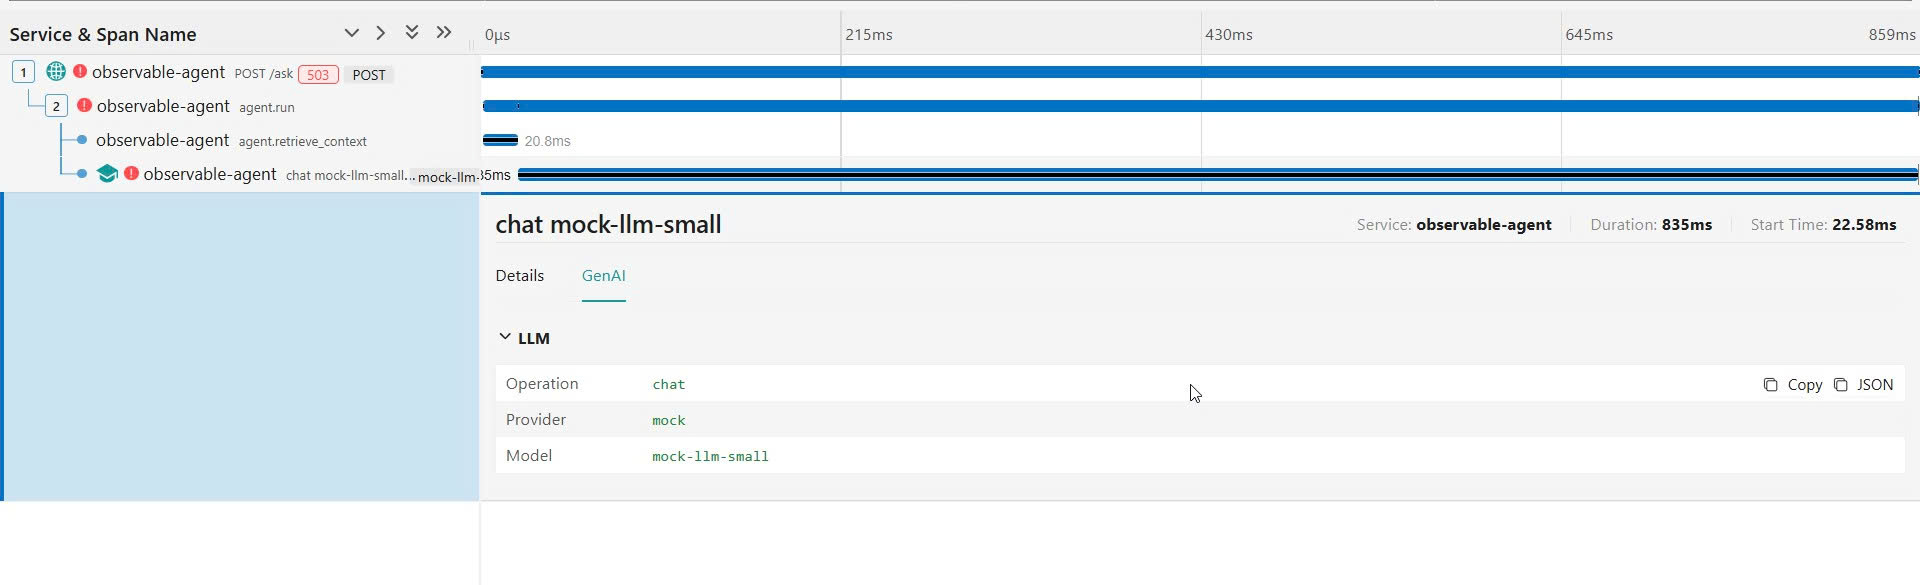 Service & Span Name 0µs 215ms 430ms 645ms 859ms
1 observable-agent POST /ask 503 POST
2 observable-agent agent.run
observable-agent agent.retrieve_context 20.8ms
observable-agent chat mock-llm-small... mock-llm- 35ms
chat mock-llm-small Service: observable-agent Duration: 835ms Start Time: 22.58ms
Details GenAI
LLM
Operation chat Copy JSON
Provider mock
Model mock-llm-small